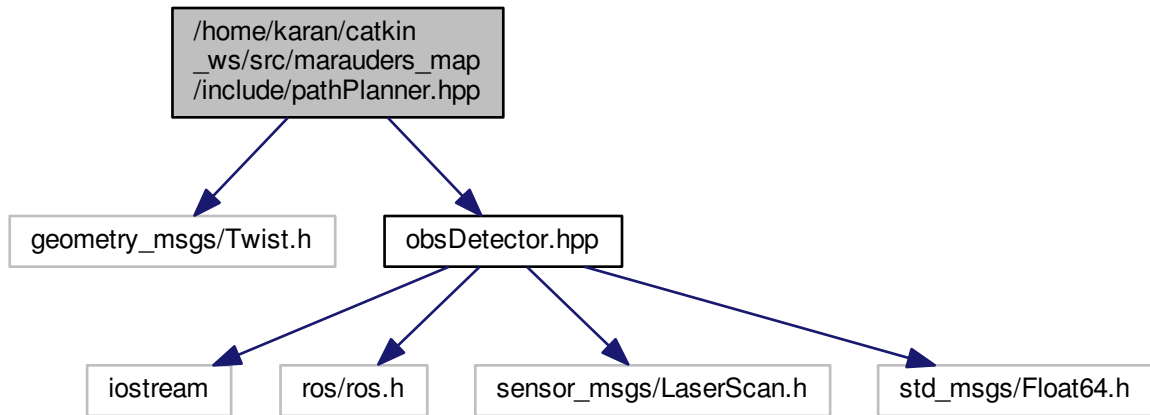 /home/karan/catkin
_ws/src/marauders_map
/include/pathPlanner.hpp
geometry_msgs/Twist.h
obsDetector.hpp
iostream
ros/ros.h
sensor_msgs/LaserScan.h
std_msgs/Float64.h